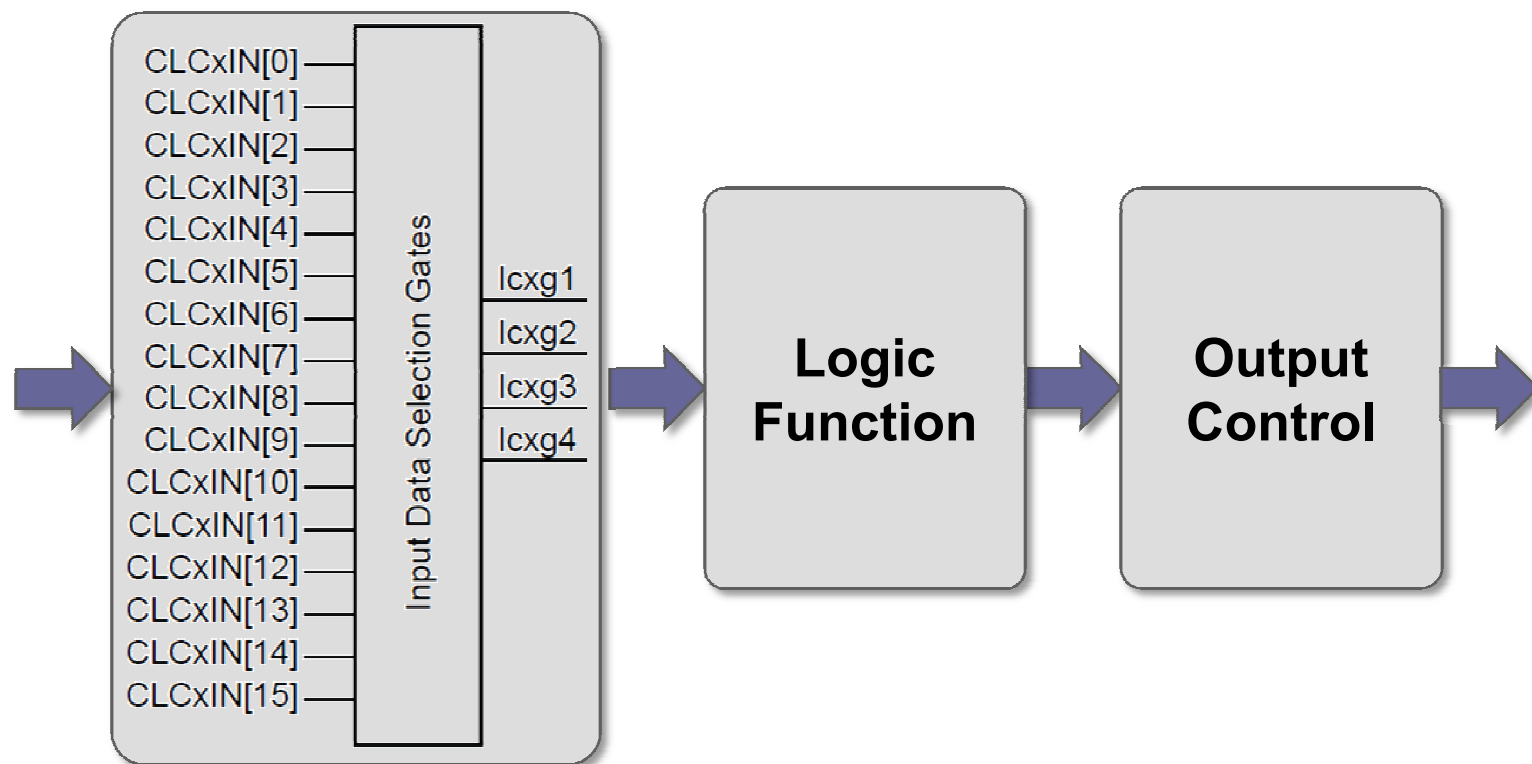 CLCxIN[0]
CLCxIN[1]
CLCxIN[2]
CLCxIN[3]
CLCxIN[4]
CLCxIN[5]
CLCxIN[6]
CLCxIN[7]
CLCxIN[8]
CLCxIN[9]
CLCxIN[10]
CLCxIN[11]
CLCxIN[12]
CLCxIN[13]
CLCxIN[14]
CLCxIN[15]
Input Data Selection Gates
lcxg1
lcxg2
lcxg3
lcxg4
Logic
Function
Output
Control